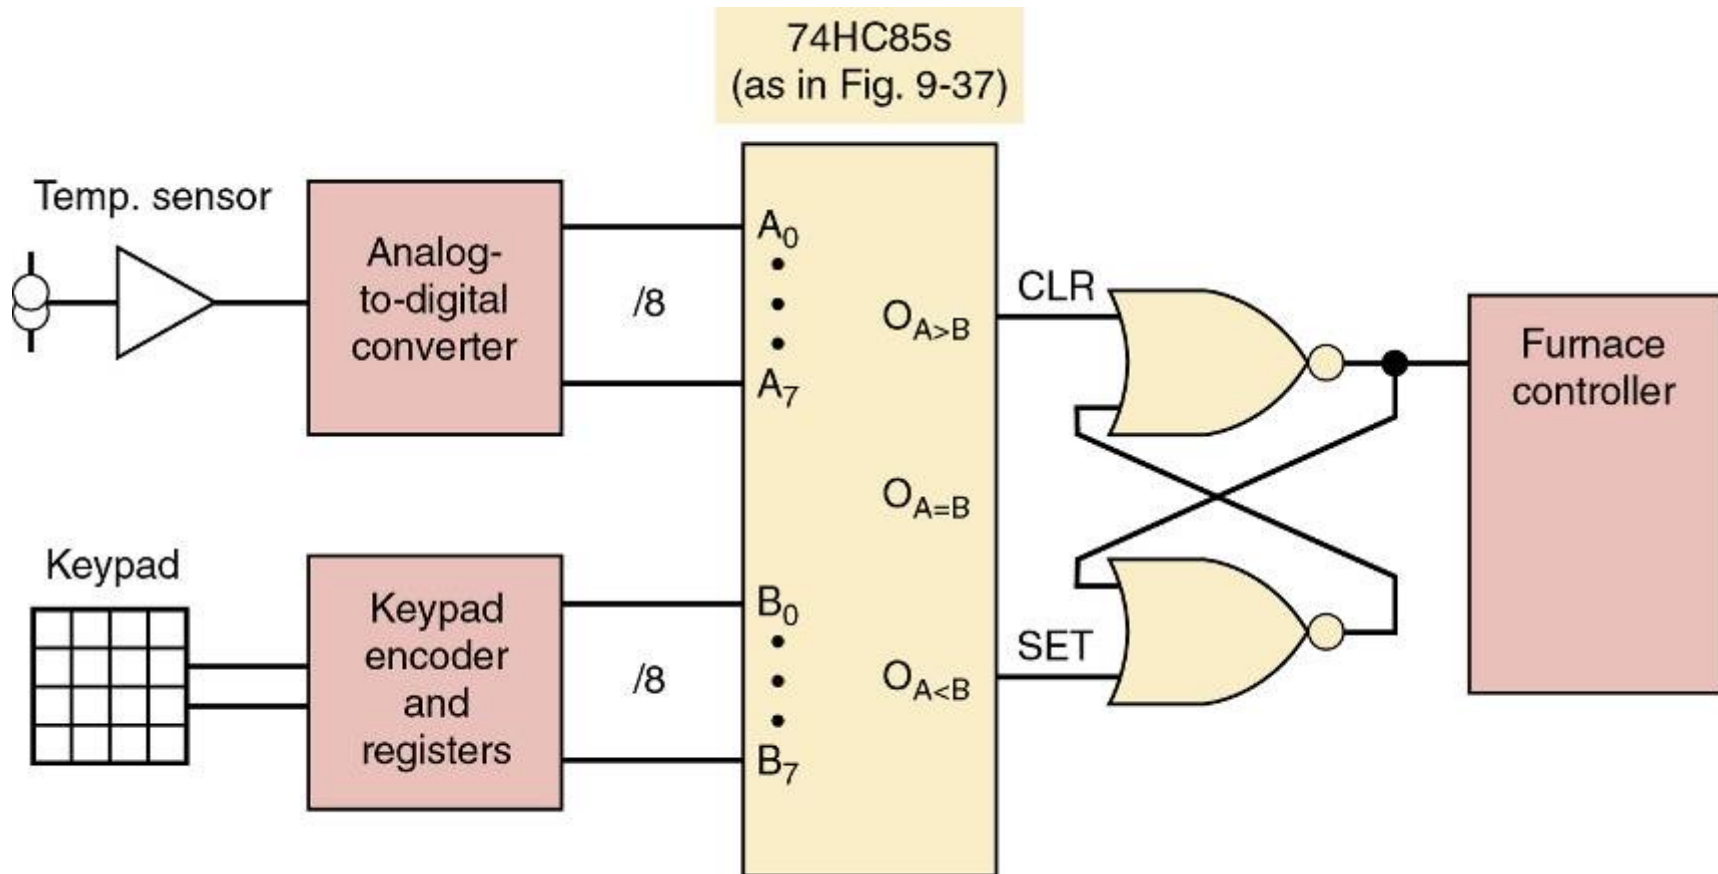 74HC85s
(as in Fig. 9-37)
Temp. sensor
Analog-
to-digital
converter
/8
A0
A7
OA>B
CLR
Furnace
controller
OA=B
Keypad
Keypad
encoder
and
registers
/8
B0
B7
OA<B
SET